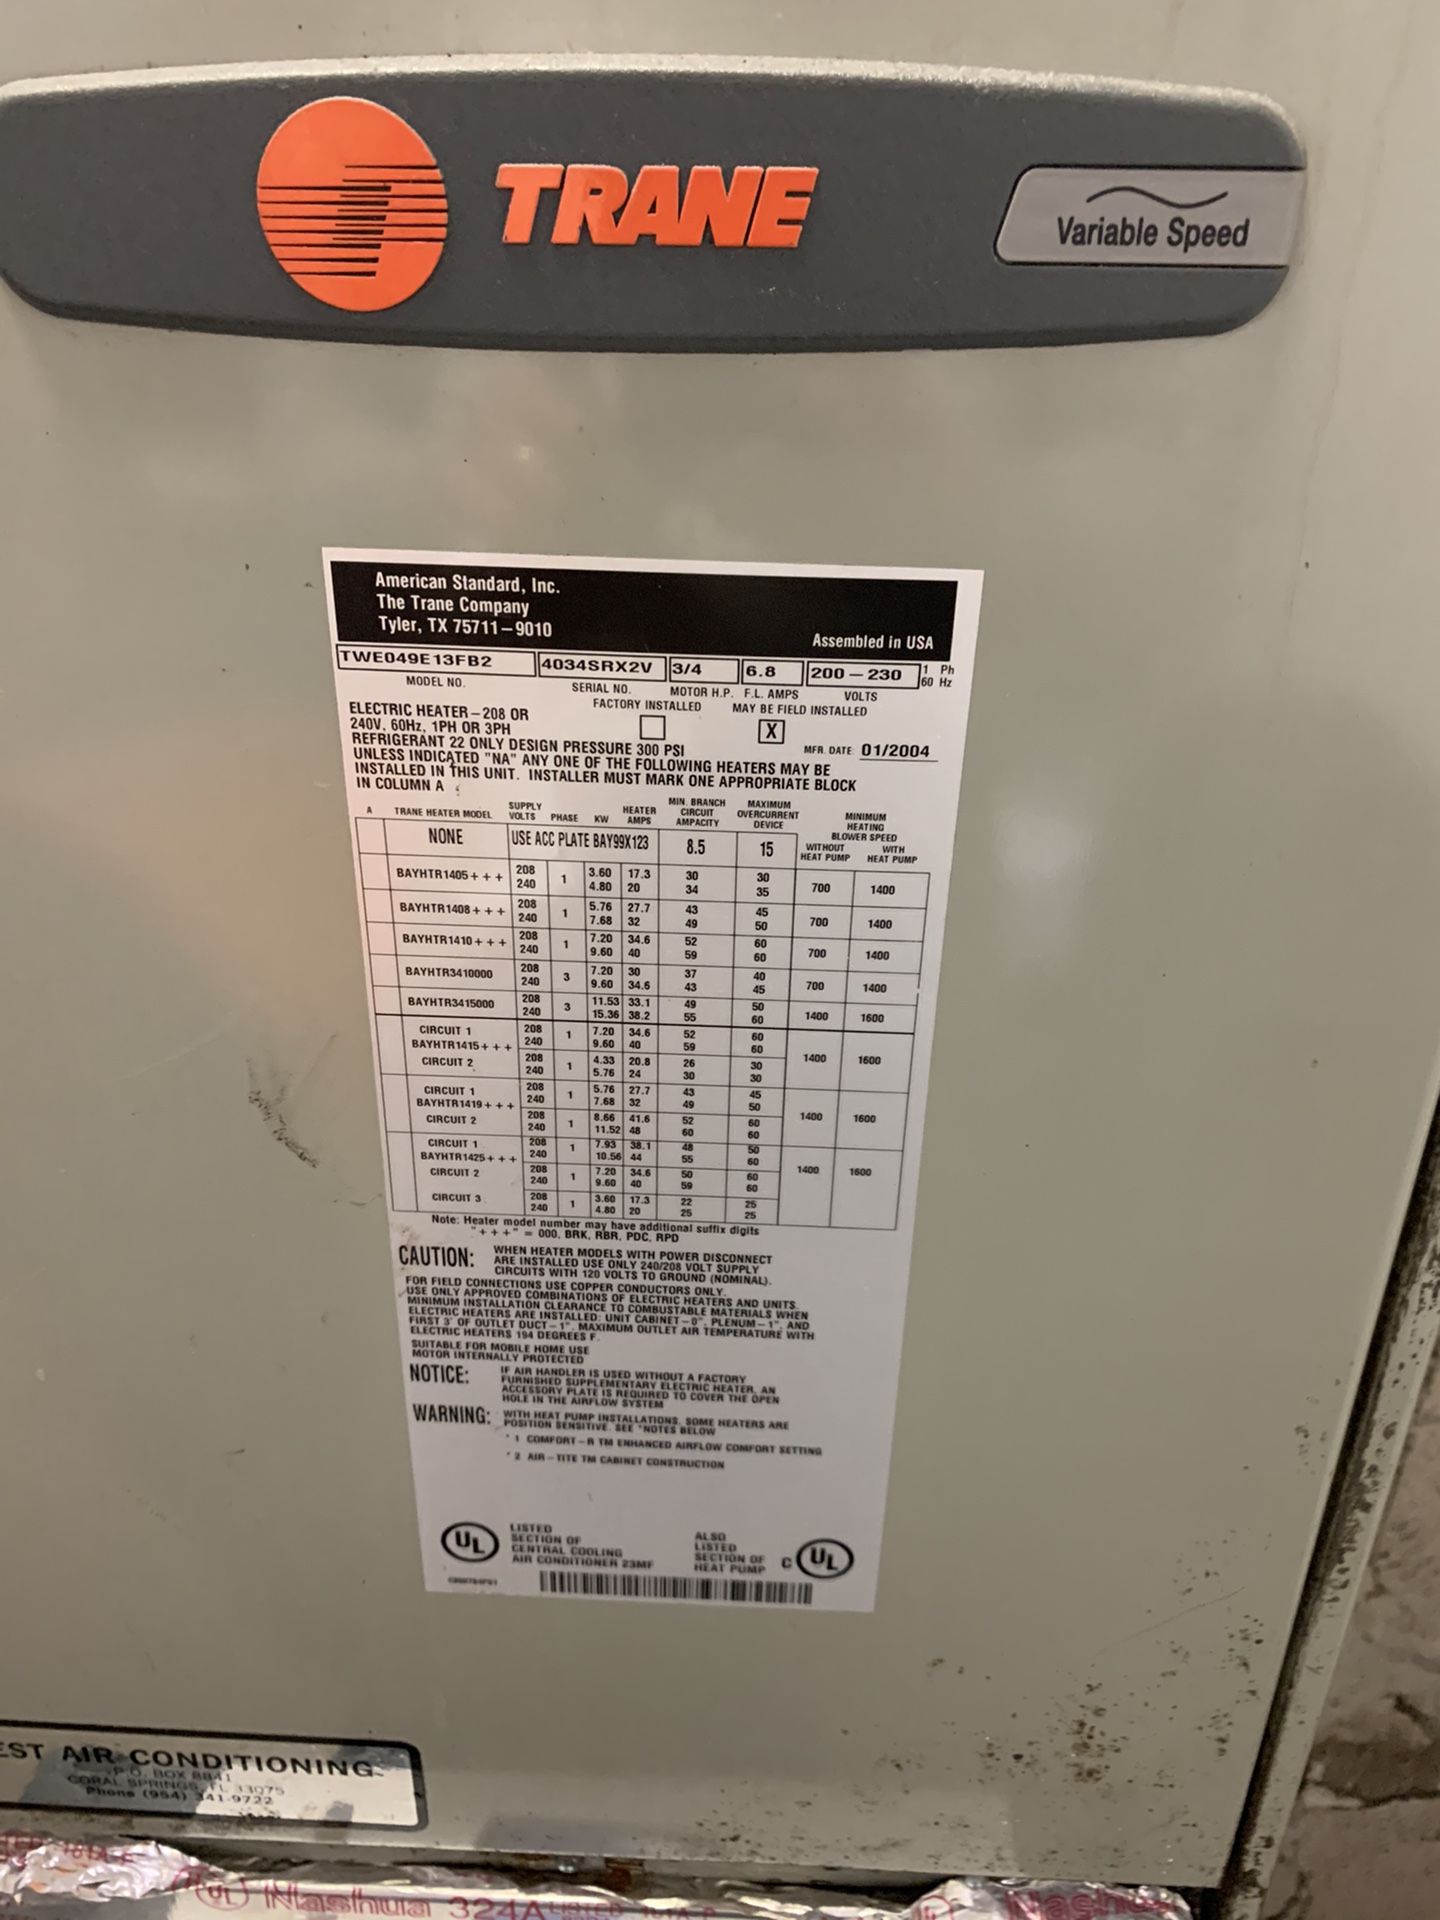 TRANE
Variable Speed
American Standard, Inc.
The Trane Company
Tyler, TX 75711-9010
Assembled in USA
TWE049E13FB2 4034SRX2V 3/4 6.8 200-230 1 Ph
60 Hz
MODEL NO. SERIAL NO. MOTOR H.P. F.L. AMPS VOLTS
FACTORY INSTALLED MAY BE FIELD INSTALLED
ELECTRIC HEATER-208 OR
240V, 60Hz, 1PH OR 3PH
X
MFR. DATE 01/2004
REFRIGERANT 22 ONLY DESIGN PRESSURE 300 PSI
UNLESS INDICATED "NA" ANY ONE OF THE FOLLOWING HEATERS MAY BE
INSTALLED IN THIS UNIT. INSTALLER MUST MARK ONE APPROPRIATE BLOCK
IN COLUMN A
A TRANE HEATER MODEL SUPPLY VOLTS PHASE KW HEATER AMPS MIN. BRANCH CIRCUIT AMPACITY MAXIMUM OVERCURRENT DEVICE MINIMUM HEATING BLOWER SPEED
WITHOUT HEAT PUMP WITH HEAT PUMP
NONE USE ACC PLATE BAY99X123 8.5 15
BAYHTR1405+++ 208 1 3.60 17.3 30 30 700 1400
240 4.80 20 34 35
BAYHTR1408+++ 208 1 5.76 27.7 43 45 700 1400
240 7.68 32 49 50
BAYHTR1410+++ 208 1 7.20 34.6 52 60 700 1400
240 9.60 40 59 60
BAYHTR3410000 208 3 7.20 30 37 40 700 1400
240 9.60 34.6 43 45
BAYHTR3415000 208 3 11.53 33.1 49 50 1400 1600
240 15.36 38.2 55 60
CIRCUIT 1 208 1 7.20 34.6 52 60
BAYHTR1415+++ 240 9.60 40 59 60 1400 1600
CIRCUIT 2 208 1 4.33 20.8 26 30
240 5.76 24 30 30
CIRCUIT 1 208 1 5.76 27.7 43 45
BAYHTR1419+++ 240 7.68 32 49 50 1400 1600
CIRCUIT 2 208 1 8.66 41.6 52 60
240 11.52 48 60 60
CIRCUIT 1 208 1 7.93 38.1 48 50
BAYHTR1425+++ 240 10.56 44 55 60 1400 1600
CIRCUIT 2 208 1 7.20 34.6 50 60
240 9.60 40 59 60
CIRCUIT 3 208 1 3.60 17.3 22 25
240 4.80 20 25 25
Note: Heater model number may have additional suffix digits
"+++" = 000, BRK, RBR, PDC, RPD
CAUTION: WHEN HEATER MODELS WITH POWER DISCONNECT
ARE INSTALLED USE ONLY 240/208 VOLT SUPPLY
CIRCUITS WITH 120 VOLTS TO GROUND (NOMINAL).
FOR FIELD CONNECTIONS USE COPPER CONDUCTORS ONLY.
USE ONLY APPROVED COMBINATIONS OF ELECTRIC HEATERS AND UNITS.
MINIMUM INSTALLATION CLEARANCE TO COMBUSTABLE MATERIALS WHEN
ELECTRIC HEATERS ARE INSTALLED: UNIT CABINET-0", PLENUM-1", AND
FIRST 3' OF OUTLET DUCT-1". MAXIMUM OUTLET AIR TEMPERATURE WITH
ELECTRIC HEATERS 194 DEGREES F.
SUITABLE FOR MOBILE HOME USE
MOTOR INTERNALLY PROTECTED
NOTICE: IF AIR HANDLER IS USED WITHOUT A FACTORY
FURNISHED SUPPLEMENTARY ELECTRIC HEATER, AN
ACCESSORY PLATE IS REQUIRED TO COVER THE OPEN
HOLE IN THE AIRFLOW SYSTEM
WARNING: WITH HEAT PUMP INSTALLATIONS, SOME HEATERS ARE
POSITION SENSITIVE. SEE *NOTES BELOW
* 1 COMFORT-R TM ENHANCED AIRFLOW COMFORT SETTING
* 2 AIR-TITE TM CABINET CONSTRUCTION
UL LISTED
SECTION OF
CENTRAL COOLING
AIR CONDITIONER 23MF
ALSO
LISTED
SECTION OF
HEAT PUMP
C UL
EST AIR CONDITIONING
P.O. BOX 8841
CORAL SPRINGS, FL 33075
Phone (954) 341-9722
UL Nashua 324A LISTED 181A-P Nashua